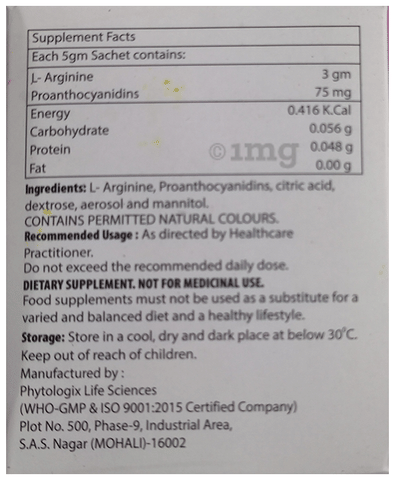 Supplement Facts
Each 5gm Sachet contains:
L- Arginine 3 gm
Proanthocyanidins 75 mg
Energy 0.416 K.Cal
Carbohydrate 0.056 g
Protein 0.048 g
Fat 0.00 g
© 1mg
Ingredients: L- Arginine, Proanthocyanidins, citric acid,
dextrose, aerosol and mannitol.
CONTAINS PERMITTED NATURAL COLOURS.
Recommended Usage : As directed by Healthcare
Practitioner.
Do not exceed the recommended daily dose.
DIETARY SUPPLEMENT. NOT FOR MEDICINAL USE.
Food supplements must not be used as a substitute for a
varied and balanced diet and a healthy lifestyle.
Storage: Store in a cool, dry and dark place at below 30°C.
Keep out of reach of children.
Manufactured by :
Phytologix Life Sciences
(WHO-GMP & ISO 9001:2015 Certified Company)
Plot No. 500, Phase-9, Industrial Area,
S.A.S. Nagar (MOHALI)-16002